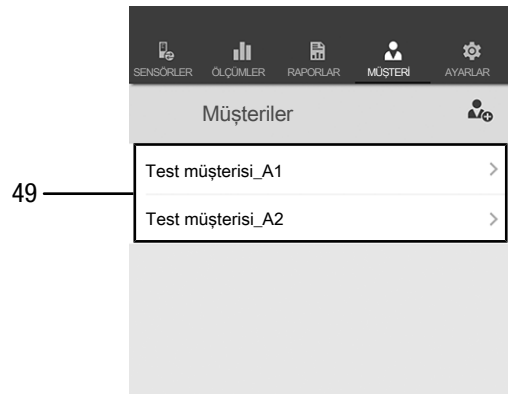 SENSÖRLER ÖLÇÜMLER RAPORLAR MÜŞTERİ AYARLAR
Müşteriler
Test müşterisi_A1
49
Test müşterisi_A2